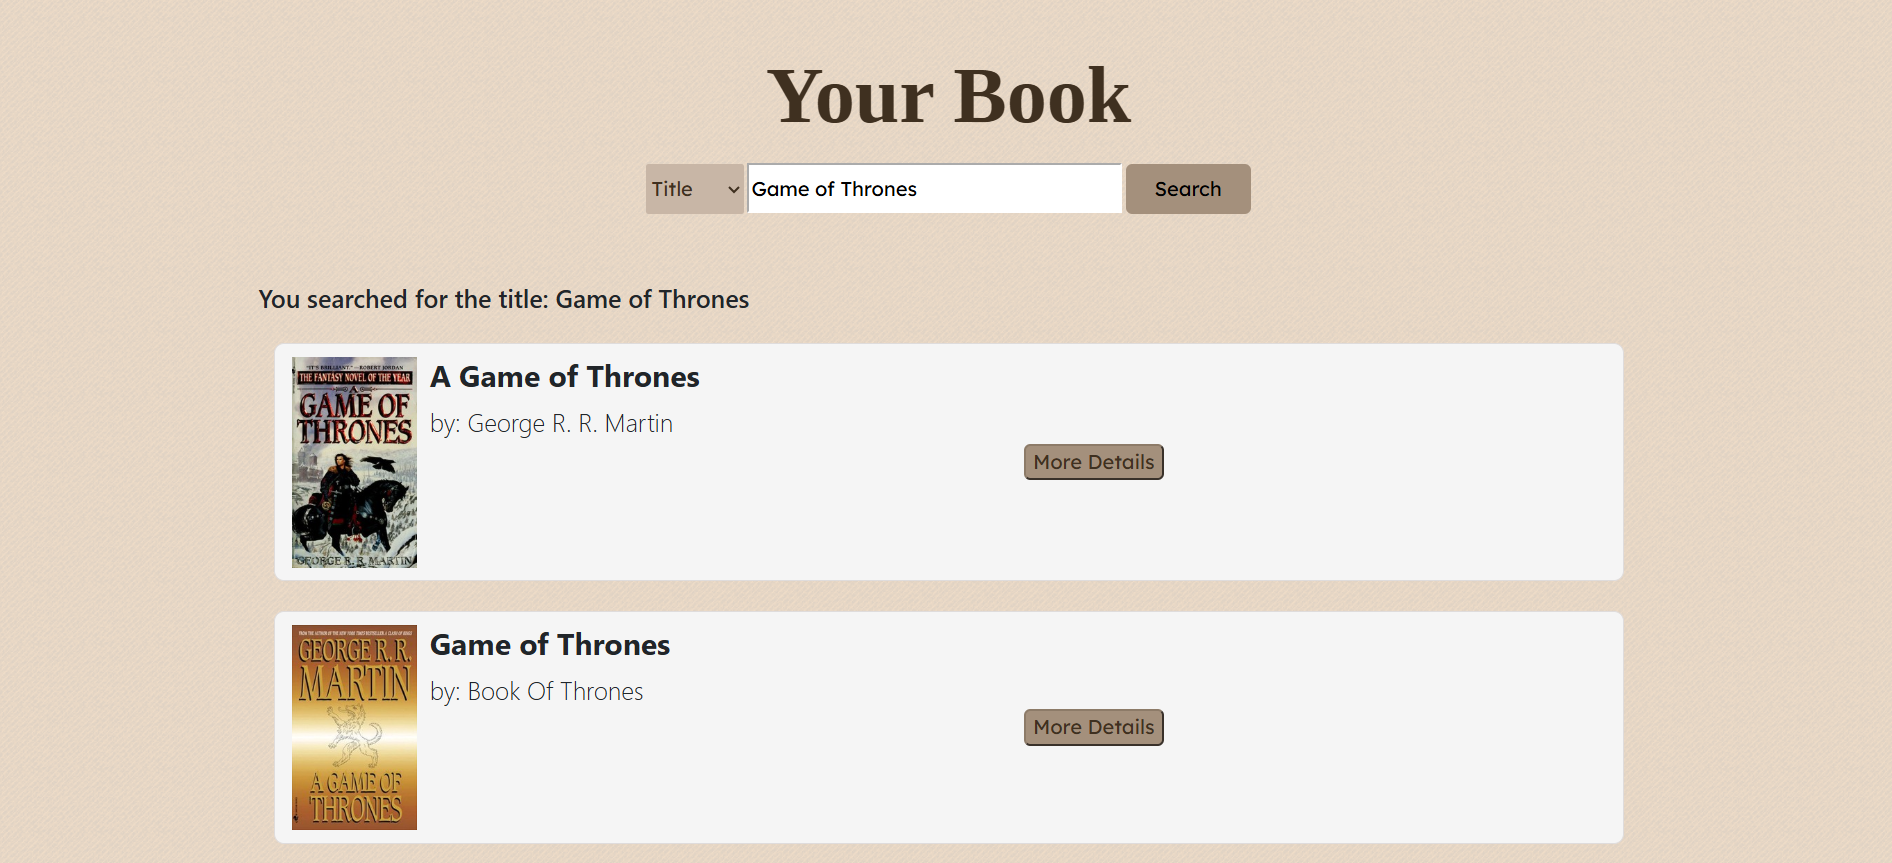 Your Book
Title
Game of Thrones
Search
You searched for the title: Game of Thrones
"IT'S BRILLIANT." —ROBERT JORDAN
THE FANTASY NOVEL OF THE YEAR
A
GAME OF
THRONES
GEORGE R. R. MARTIN
A Game of Thrones
by: George R. R. Martin
More Details
GEORGE R. R.
MARTIN
A GAME OF
THRONES
Game of Thrones
by: Book Of Thrones
More Details